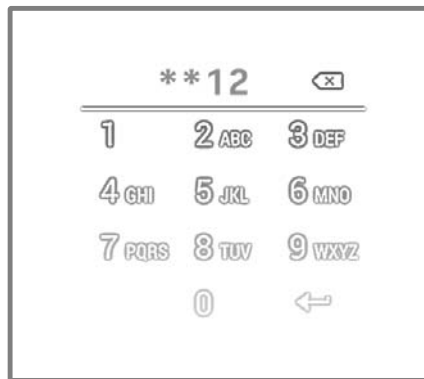 **12
1 2 ABC 3 DEF
4 GHI 5 JKL 6 MNO
7 PQRS 8 TUV 9 WXYZ
0